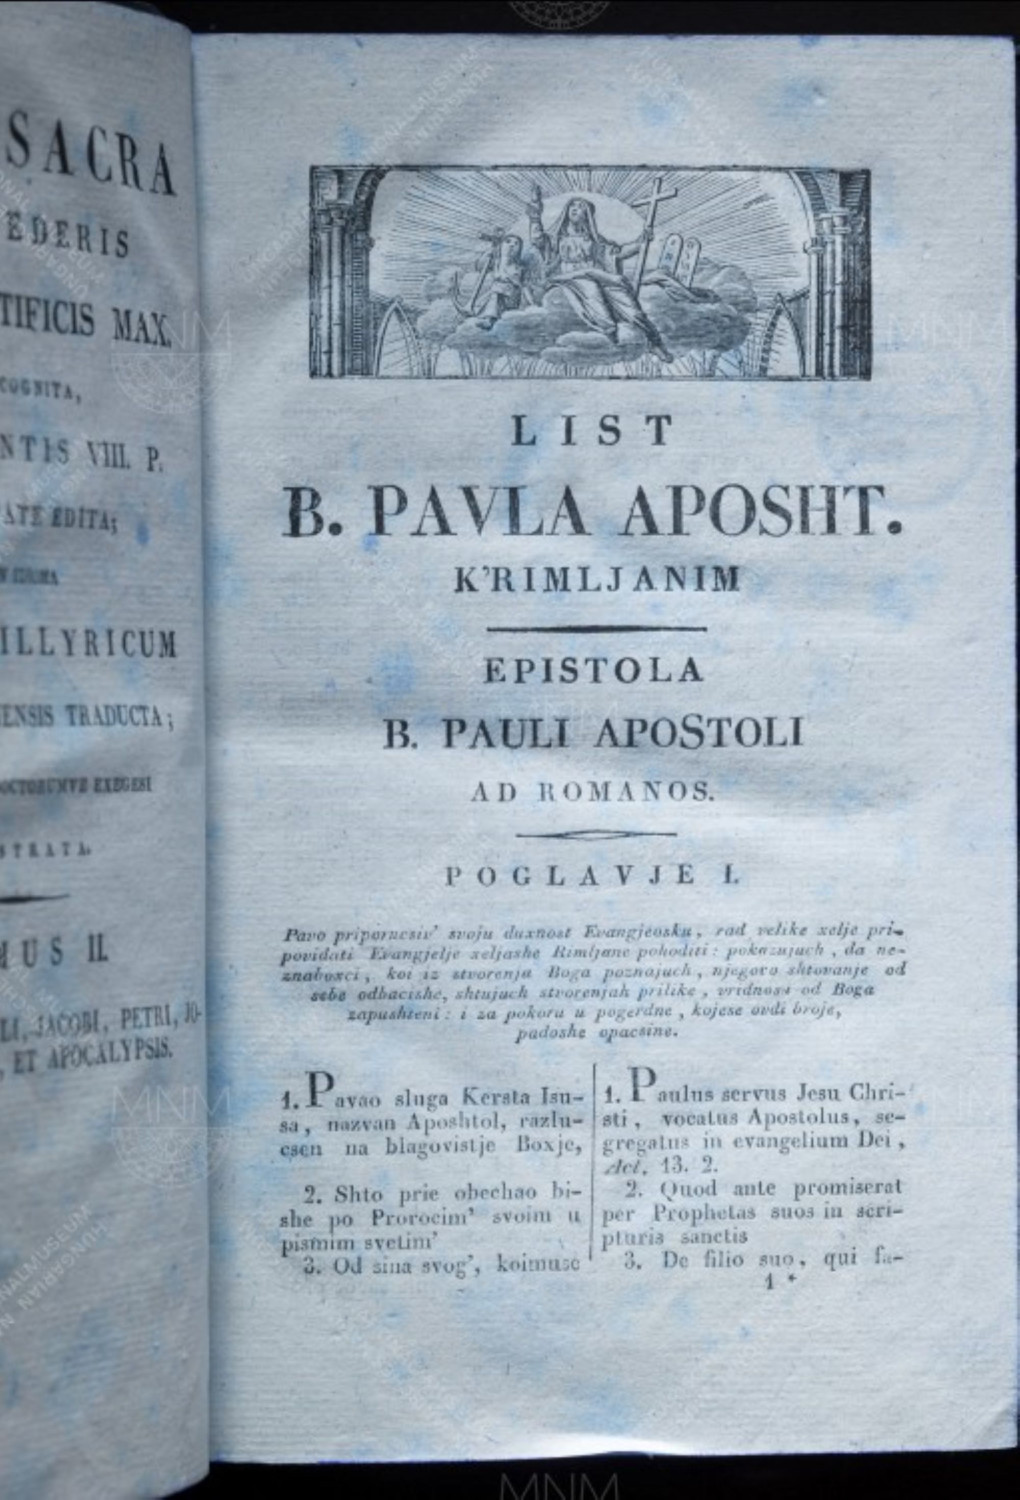 SACRA
EDERIS
TIFICIS MAX.
COGNITA,
NTIS VIII. P.
ATE EDITA;
ILLYRICUM
ENSIS TRADUCTA;
OCTORUMVE EXEGESI
STRATA.
MUS II.
LI, JACOBI, PETRI, JO-
, ET APOCALYPSIS.
LIST
B. PAVLA APOSHT.
K'RIMLJANIM
EPISTOLA
B. PAULI APOSTOLI
AD ROMANOS.
POGLAVJE I.
Pavo priporucsiv' svoju duxnost Evangjeosku, rad velike xelje pri-
povidati Evangjelje xeljashe Rimljane pohoditi: pokazujuch, da ne-
znaboxci, koi iz stvorenja Boga poznajuch, njegovo shtovanje od
sebe odbacishe, shtujuch stvorenjah prilike, vridnost od Boga
zapushteni: i za pokoru u pogerdne, kojese ovdi broje,
padoshe opacsine.
1. Pavao sluga Kersta Isu-
sa, nazvan Aposhtol, razlu-
csen na blagovistje Boxje,
2. Shto prie obechao bi-
she po Prorocim' svoim u
pismim svetim'
3. Od sina svog', koimuse
1. Paulus servus Jesu Chri-
sti, vocatus Apostolus, se-
gregatus in evangelium Dei,
Act. 13. 2.
2. Quod ante promiserat
per Prophetas suos in scri-
pturis sanctis
3. De filio suo, qui fa-
1 *
MNM